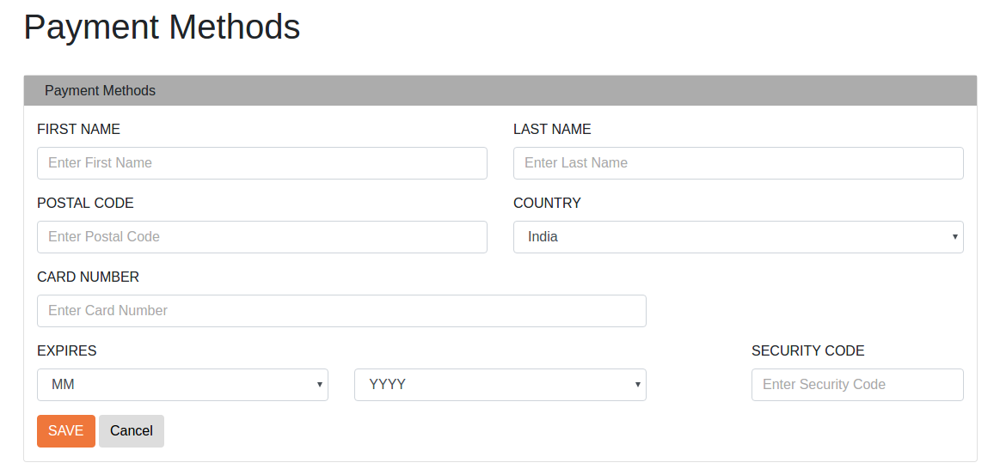 Payment Methods
Payment Methods
FIRST NAME
LAST NAME
Enter First Name
Enter Last Name
POSTAL CODE
COUNTRY
Enter Postal Code
India
CARD NUMBER
Enter Card Number
EXPIRES
SECURITY CODE
MM
YYYY
Enter Security Code
SAVE
Cancel